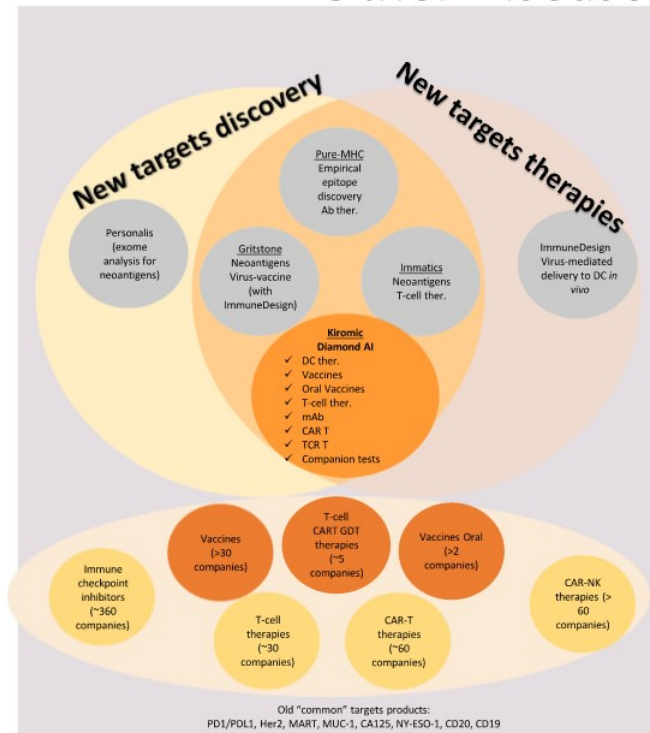 New targets discovery
New targets therapies
Pure-MHC
Empirical
epitope
discovery
Ab ther.
Personalis
(exome
analysis for
neoantigens)
Gritstone
Neoantigens
Virus-vaccine
(with
ImmuneDesign)
Immatics
Neoantigens
T-cell ther.
ImmuneDesign
Virus-mediated
delivery to DC in
vivo
Kiromic
Diamond AI
✓ DC ther.
✓ Vaccines
✓ Oral Vaccines
✓ T-cell ther.
✓ mAb
✓ CAR T
✓ TCR T
✓ Companion tests
Immune
checkpoint
inhibitors
(~360
companies)
Vaccines
(>30
companies)
T-cell
CART GDT
therapies
(~5
companies)
Vaccines Oral
(>2
companies)
CAR-NK
therapies (>
60
companies)
T-cell
therapies
(~30
companies)
CAR-T
therapies
(~60
companies)
Old "common" targets products:
PD1/PDL1, Her2, MART, MUC-1, CA125, NY-ESO-1, CD20, CD19